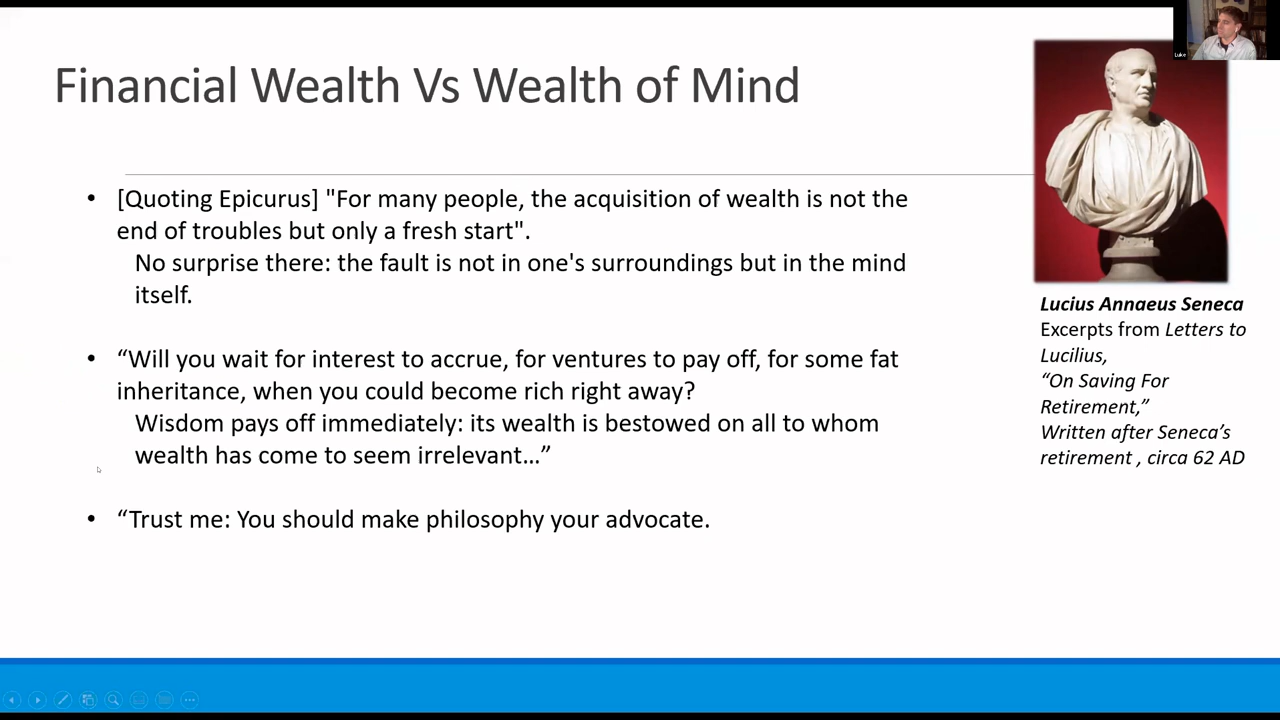 Financial Wealth Vs Wealth of Mind
Luke
• [Quoting Epicurus] "For many people, the acquisition of wealth is not the
end of troubles but only a fresh start".
No surprise there: the fault is not in one's surroundings but in the mind
itself.
• “Will you wait for interest to accrue, for ventures to pay off, for some fat
inheritance, when you could become rich right away?
Wisdom pays off immediately: its wealth is bestowed on all to whom
wealth has come to seem irrelevant…”
• “Trust me: You should make philosophy your advocate.
Lucius Annaeus Seneca
Excerpts from Letters to
Lucilius,
“On Saving For
Retirement,”
Written after Seneca’s
retirement , circa 62 AD